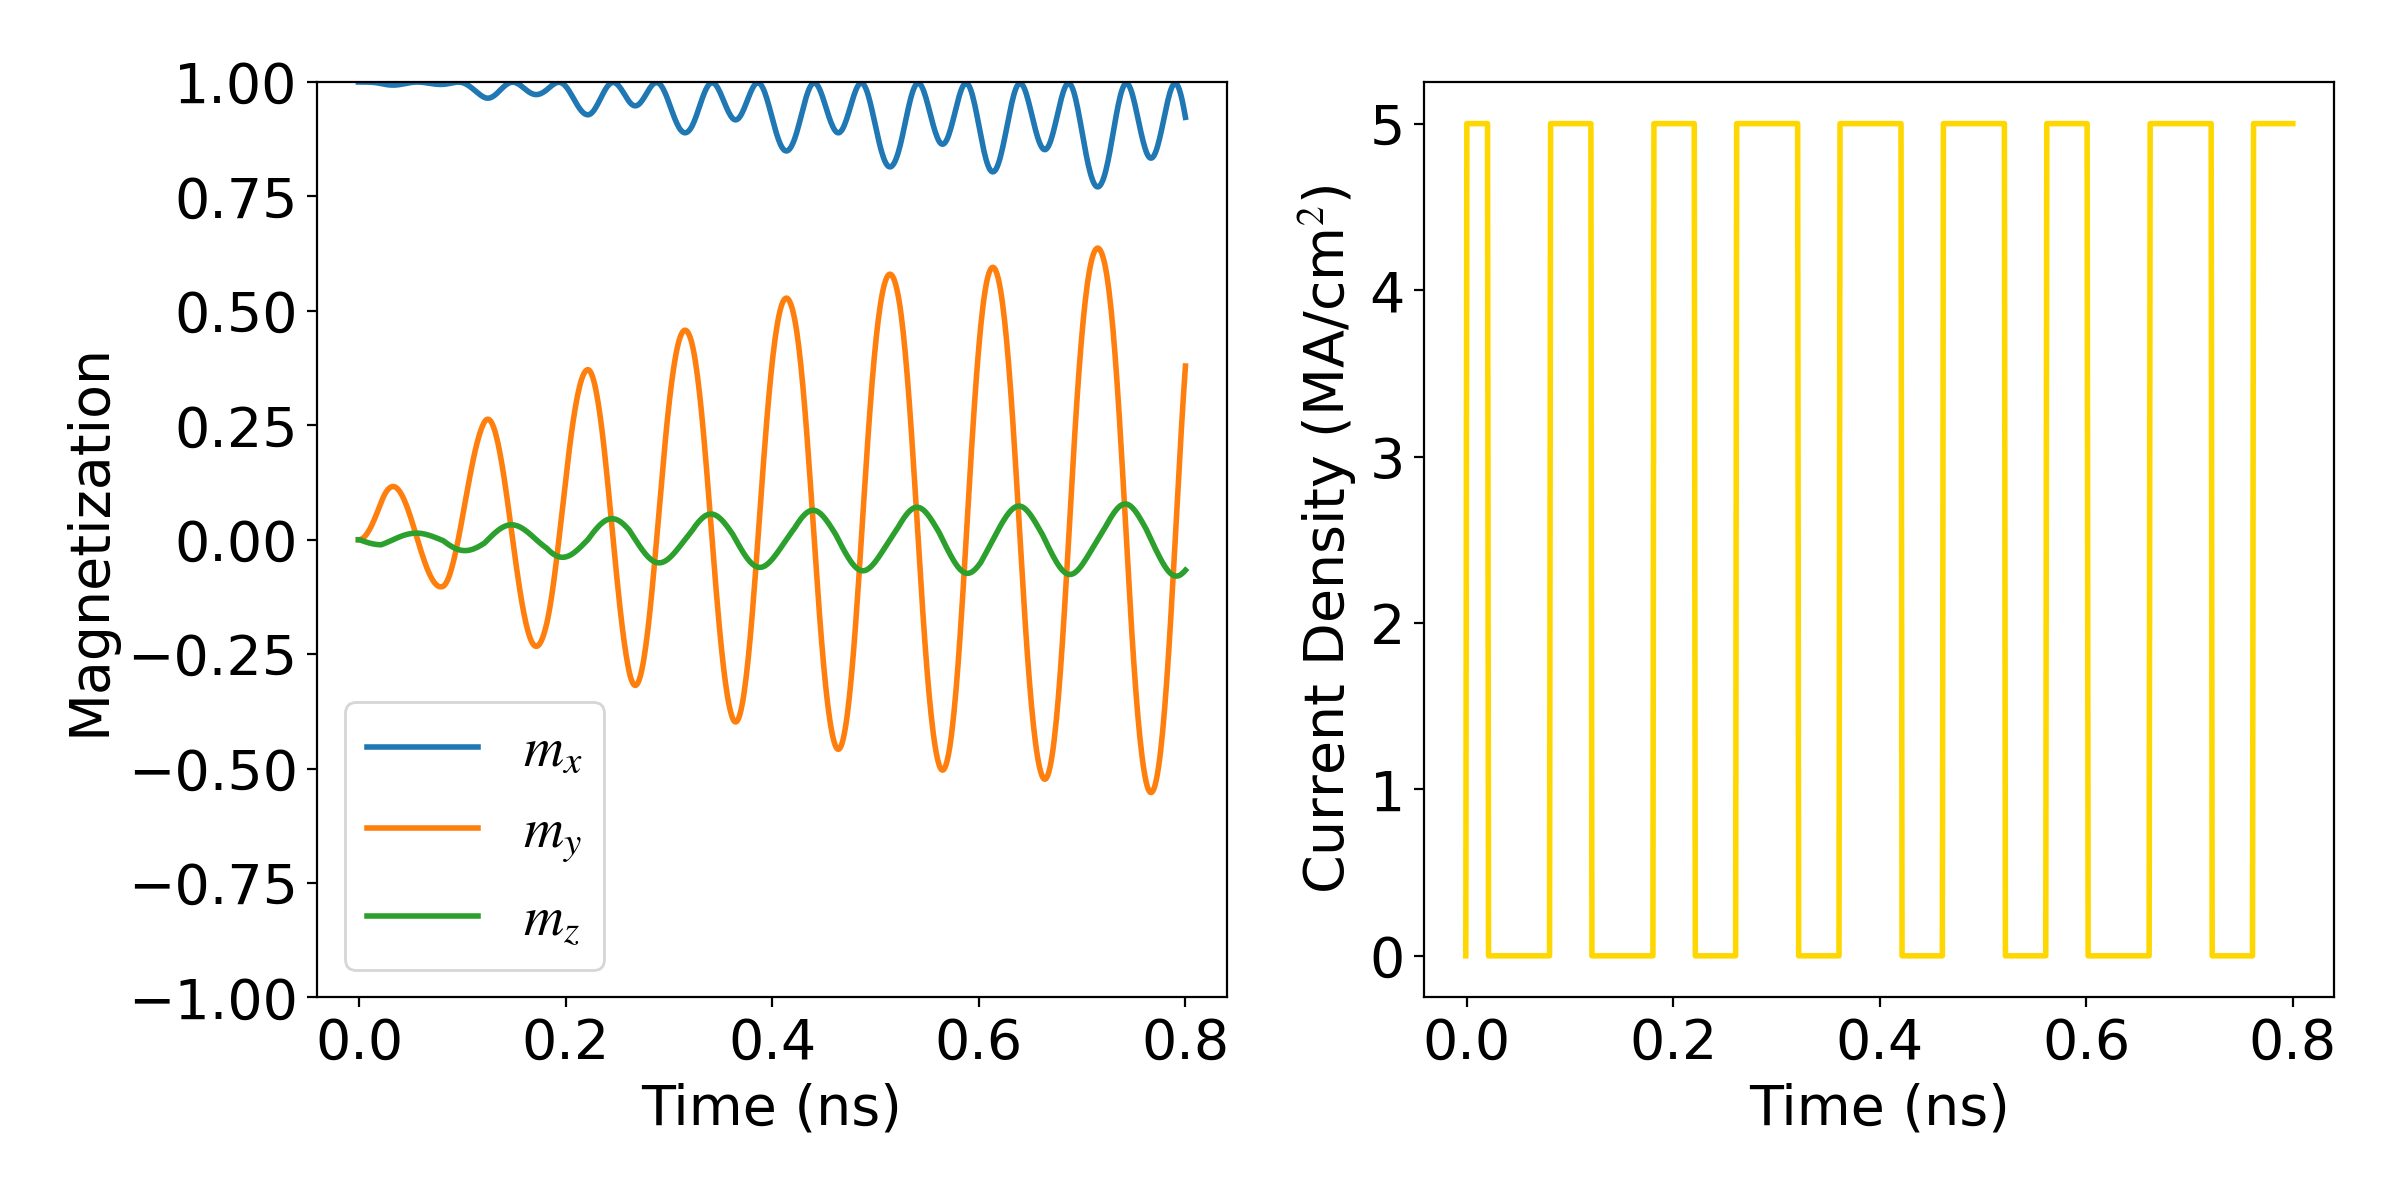 1.00
0.75
0.50
0.25
0.00
−0.25
−0.50
−0.75
−1.00
Magnetization
m_x
m_y
m_z
0.0 0.2 0.4 0.6 0.8
Time (ns)
5
4
3
2
1
0
Current Density (MA/cm²)
0.0 0.2 0.4 0.6 0.8
Time (ns)